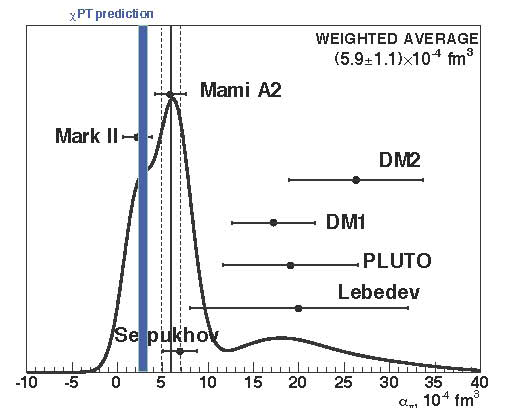 χPT prediction
WEIGHTED AVERAGE
(5.9±1.1)×10⁻⁴ fm³
Mami A2
Mark II
DM2
DM1
PLUTO
Lebedev
Serpukhov
-10 -5 0 5 10 15 20 25 30 35 40
απ, 10⁻⁴ fm³